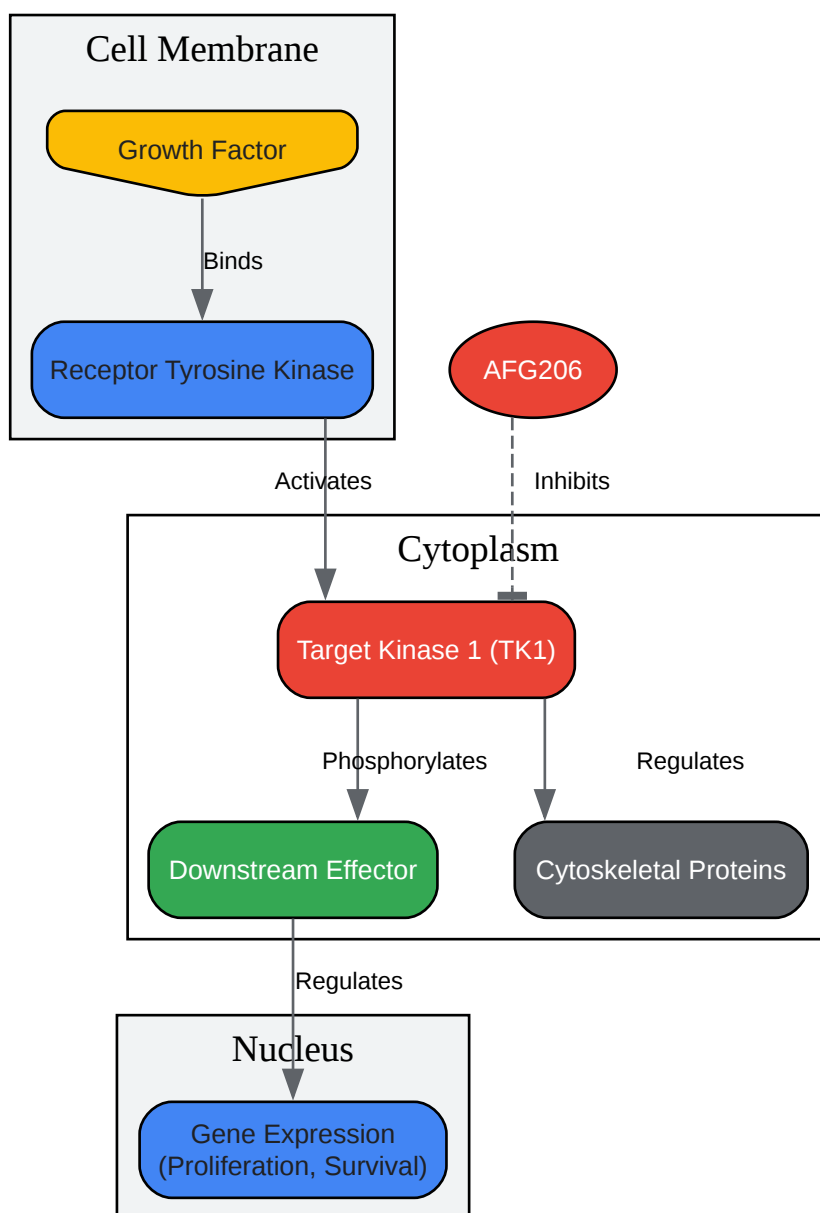 Cell Membrane
Growth Factor
Binds
Receptor Tyrosine Kinase
AFG206
Activates
Inhibits
Cytoplasm
Target Kinase 1 (TK1)
Phosphorylates
Regulates
Downstream Effector
Cytoskeletal Proteins
Regulates
Nucleus
Gene Expression
(Proliferation, Survival)